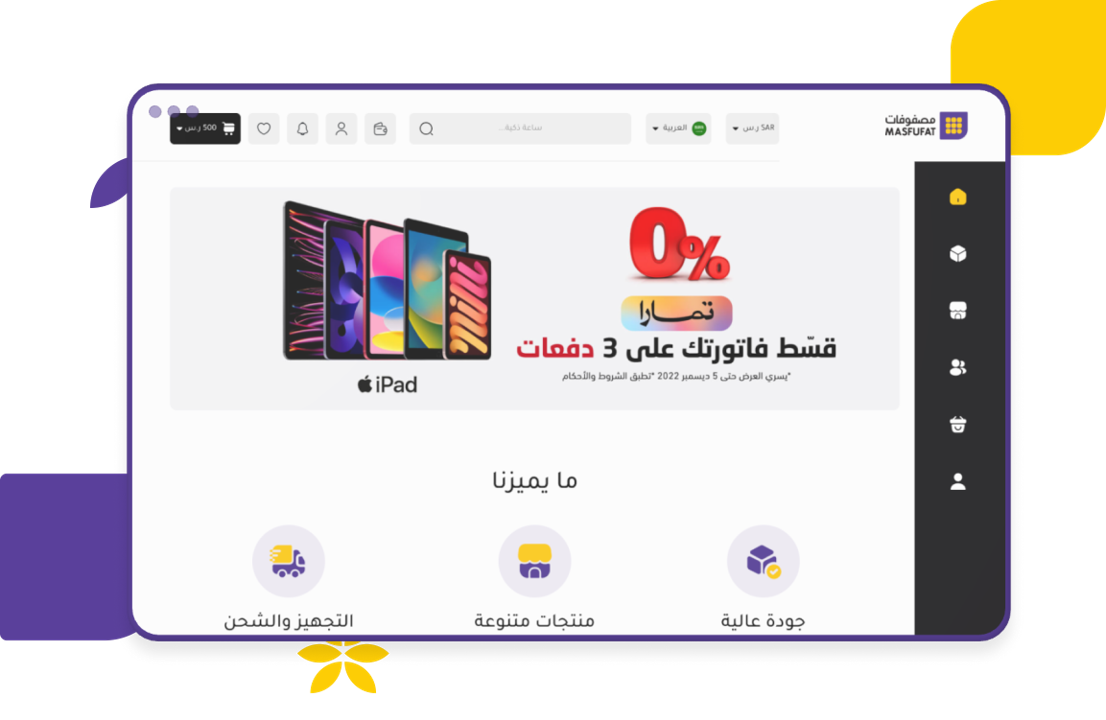 مصفوفات
MASFUFAT
SAR ر.س
العربية
ساعة ذكية...
500 ر.س
0%
تمارا
قسّط فاتورتك على 3 دفعات
*يسري العرض حتى 5 ديسمبر 2022 *تطبق الشروط والأحكام
iPad
ما يميزنا
جودة عالية
منتجات متنوعة
التجهيز والشحن